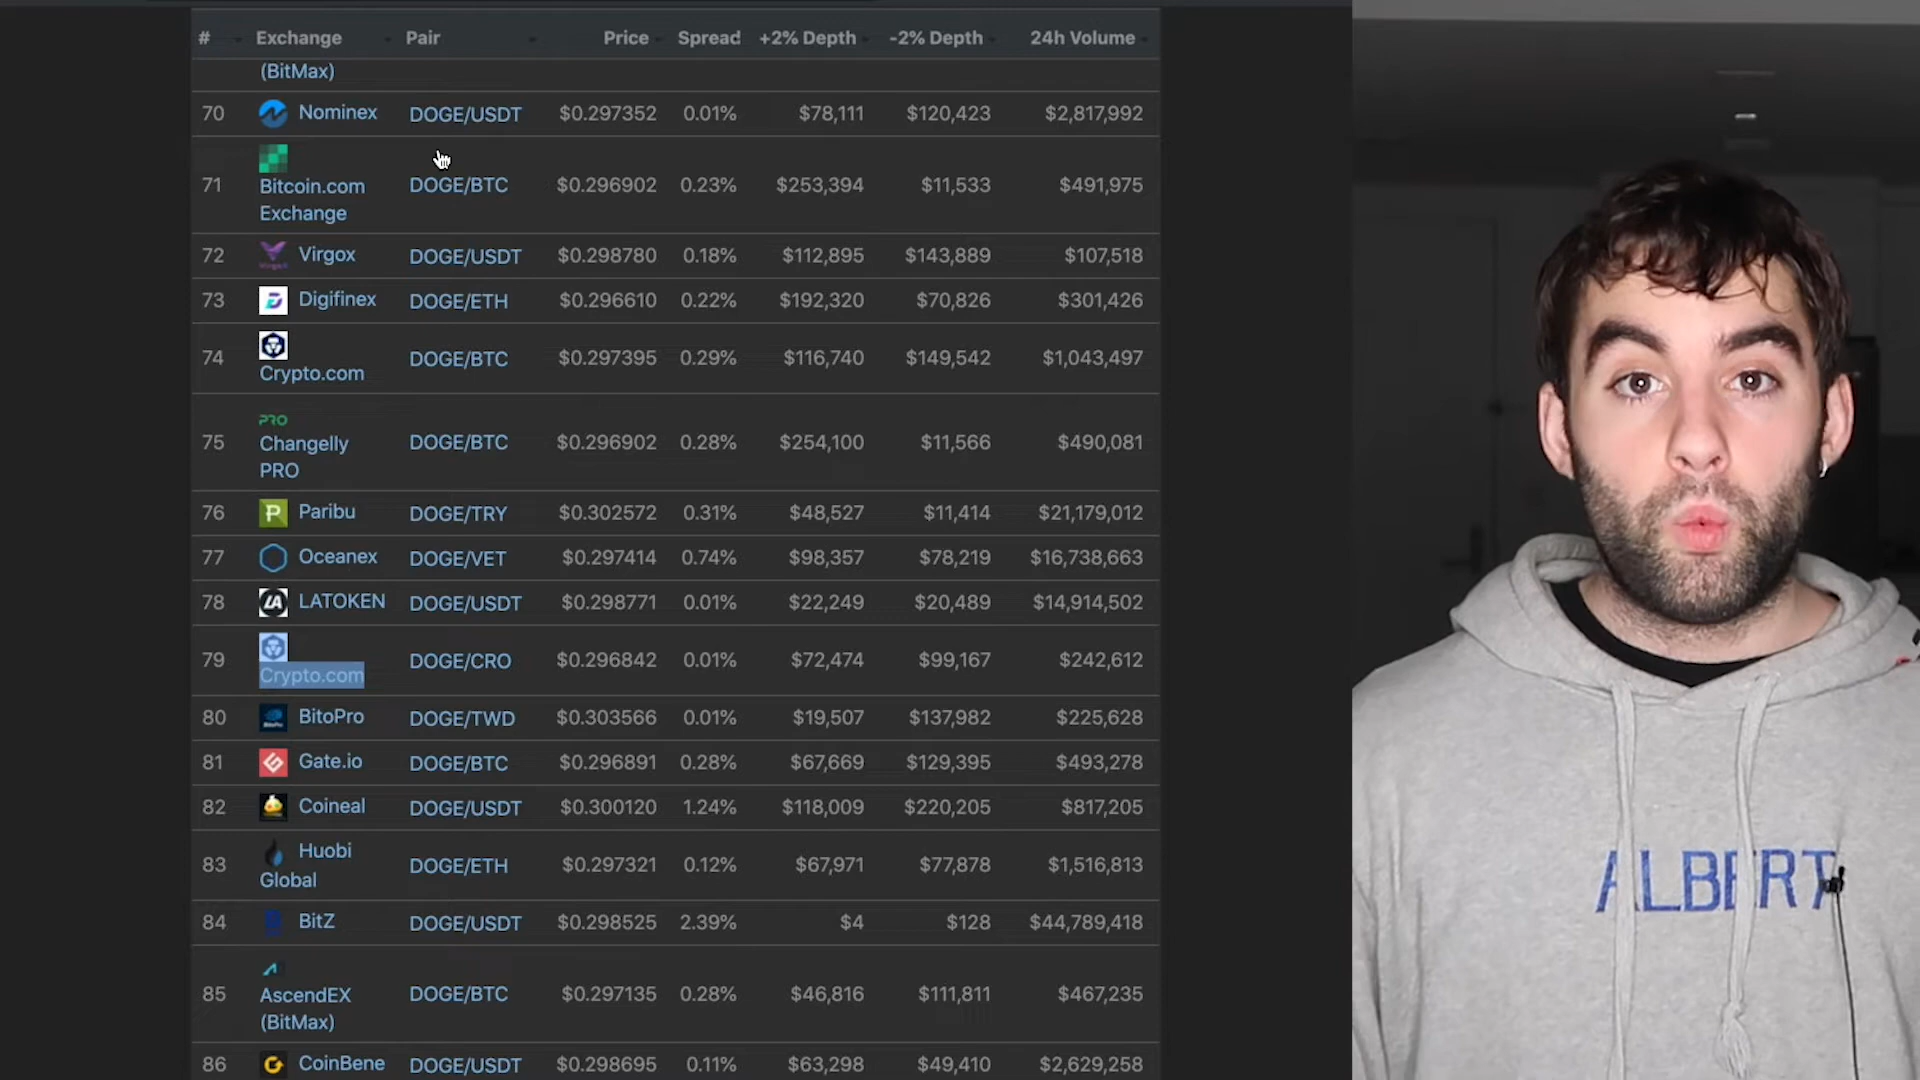 # Exchange Pair Price Spread +2% Depth -2% Depth 24h Volume
(BitMax)
70 Nominex DOGE/USDT $0.297352 0.01% $78,111 $120,423 $2,817,992
71 Bitcoin.com Exchange DOGE/BTC $0.296902 0.23% $253,394 $11,533 $491,975
72 Virgox DOGE/USDT $0.298780 0.18% $112,895 $143,889 $107,518
73 Digifinex DOGE/ETH $0.296610 0.22% $192,320 $70,826 $301,426
74 Crypto.com DOGE/BTC $0.297395 0.29% $116,740 $149,542 $1,043,497
PRO
75 Changelly PRO DOGE/BTC $0.296902 0.28% $254,100 $11,566 $490,081
76 P Paribu DOGE/TRY $0.302572 0.31% $48,527 $11,414 $21,179,012
77 Oceanex DOGE/VET $0.297414 0.74% $98,357 $78,219 $16,738,663
78 LA LATOKEN DOGE/USDT $0.298771 0.01% $22,249 $20,489 $14,914,502
79 Crypto.com DOGE/CRO $0.296842 0.01% $72,474 $99,167 $242,612
80 BitoPro DOGE/TWD $0.303566 0.01% $19,507 $137,982 $225,628
81 Gate.io DOGE/BTC $0.296891 0.28% $67,669 $129,395 $493,278
82 Coineal DOGE/USDT $0.300120 1.24% $118,009 $220,205 $817,205
83 Huobi Global DOGE/ETH $0.297321 0.12% $67,971 $77,878 $1,516,813
84 BitZ DOGE/USDT $0.298525 2.39% $4 $128 $44,789,418
85 AscendEX (BitMax) DOGE/BTC $0.297135 0.28% $46,816 $111,811 $467,235
86 CoinBene DOGE/USDT $0.298695 0.11% $63,298 $49,410 $2,629,258
ALBERT